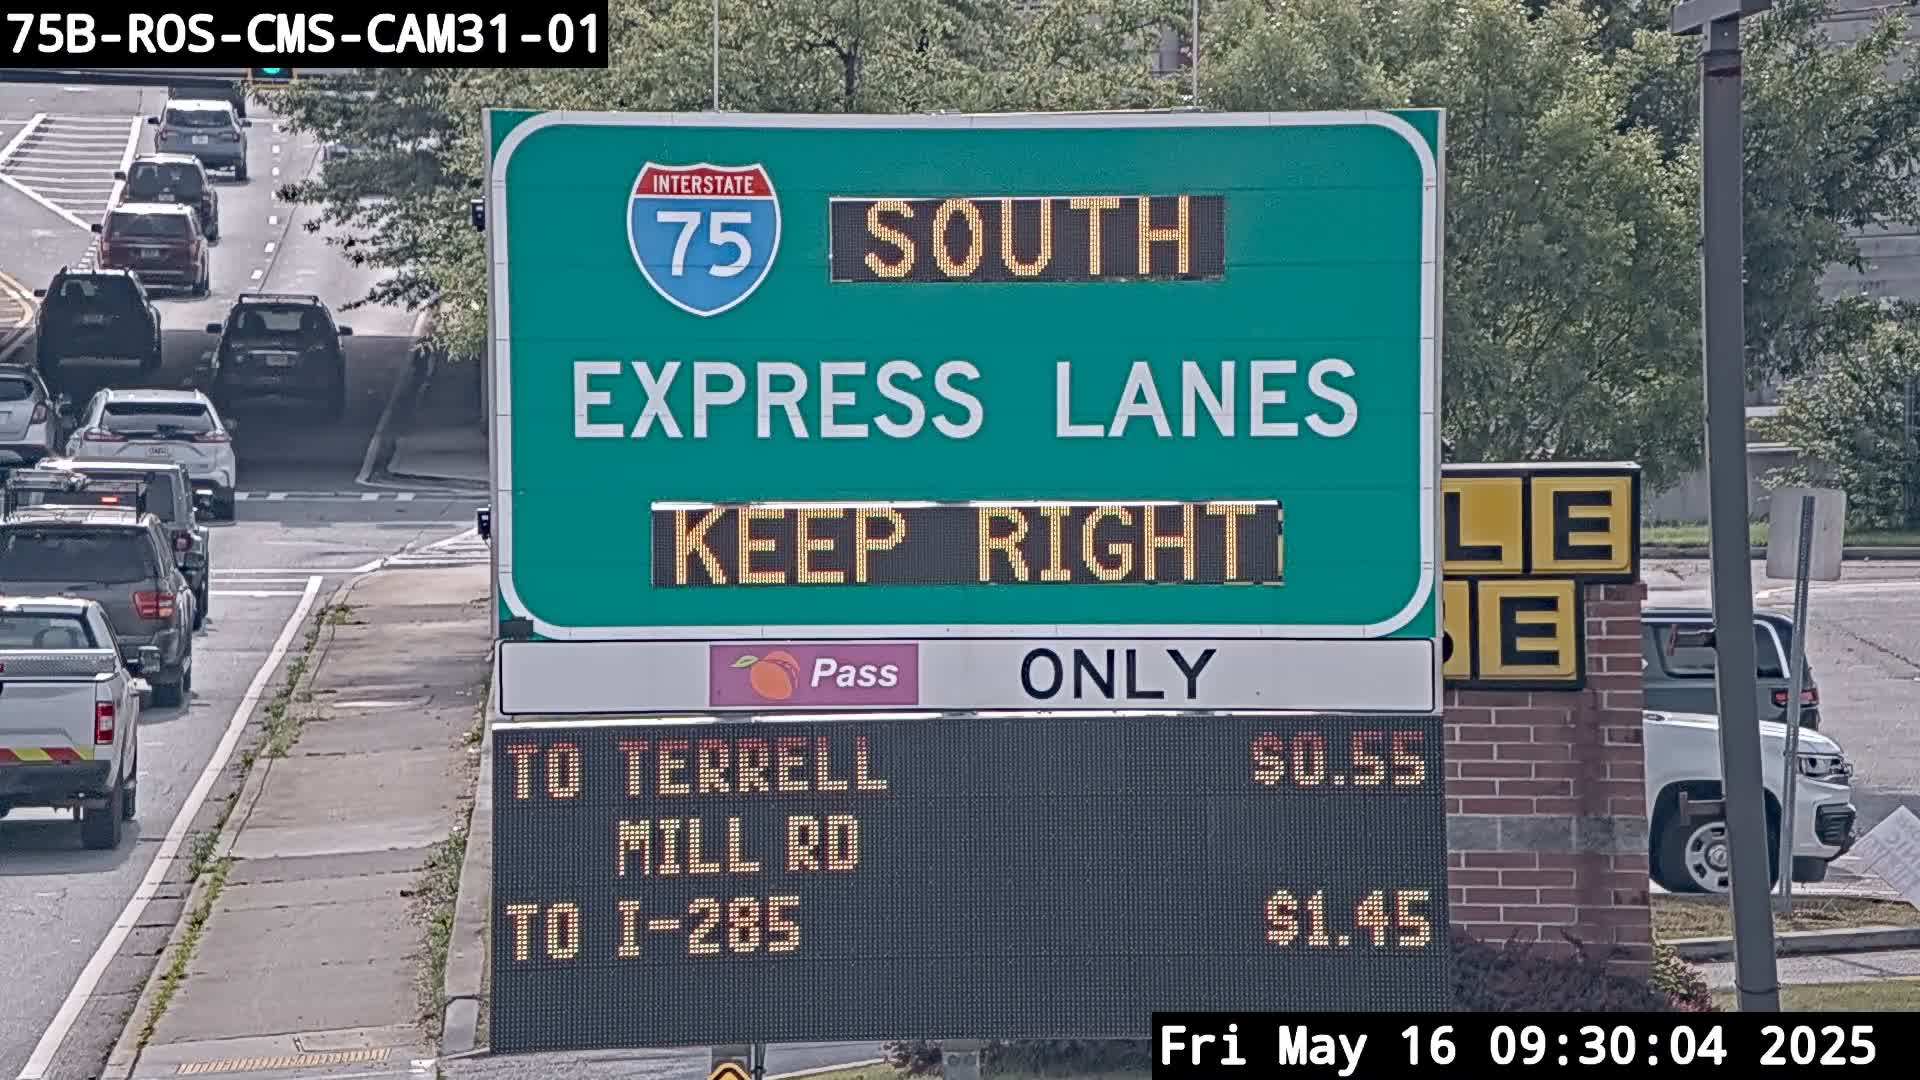 75B-ROS-CMS-CAM31-01
INTERSTATE
75
SOUTH
EXPRESS LANES
KEEP RIGHT
Pass ONLY
TO TERRELL $0.55
MILL RD
TO I-285 $1.45
LE
E
Fri May 16 09:30:04 2025